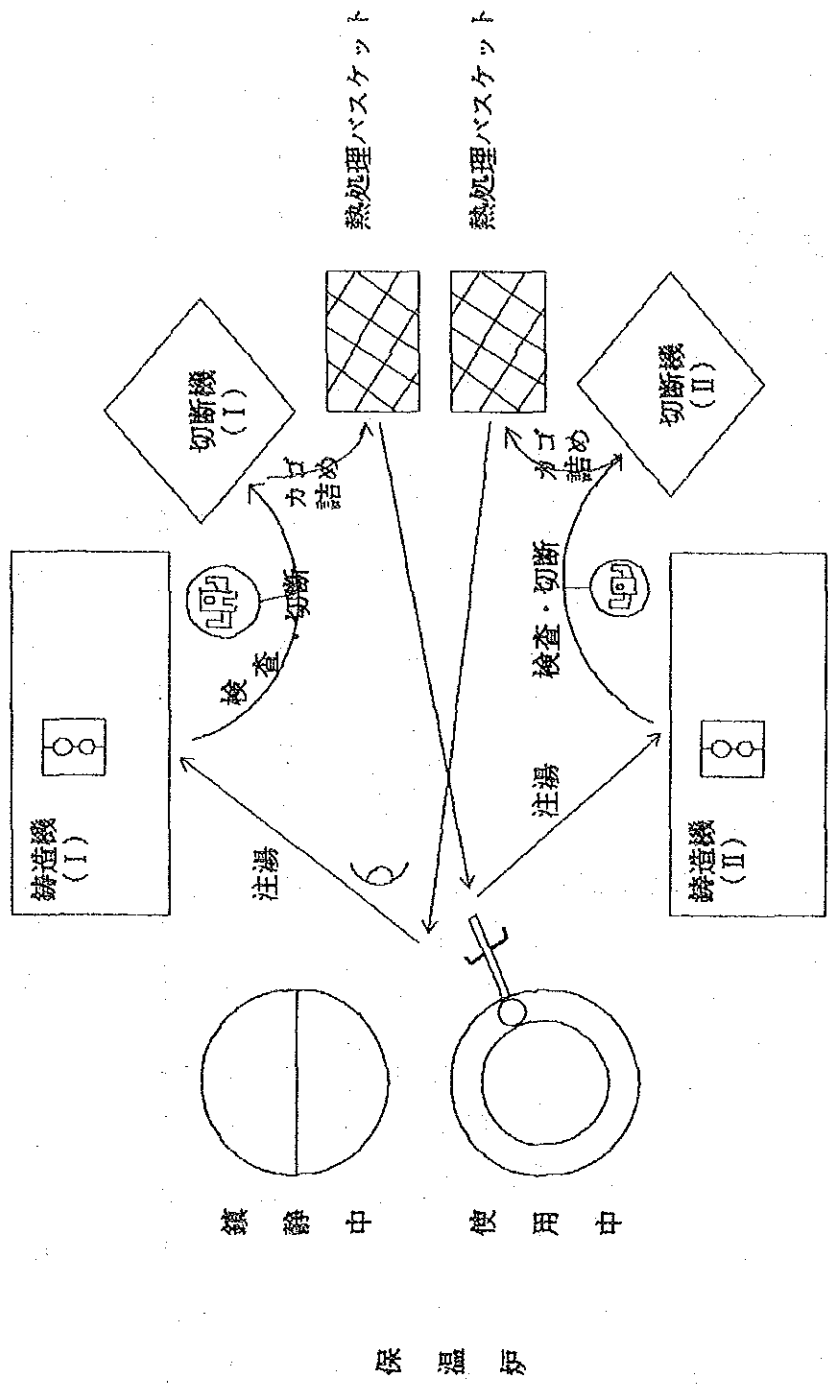 熱処理バスケット
熱処理バスケット
切断機
(Ⅰ)
切断機
(Ⅱ)
カゴ
詰め
カゴ
詰め
検査・切断
検査・切断
鋳造機
(Ⅰ)
鋳造機
(Ⅱ)
注湯
注湯
鎮静中
使用中
保温炉